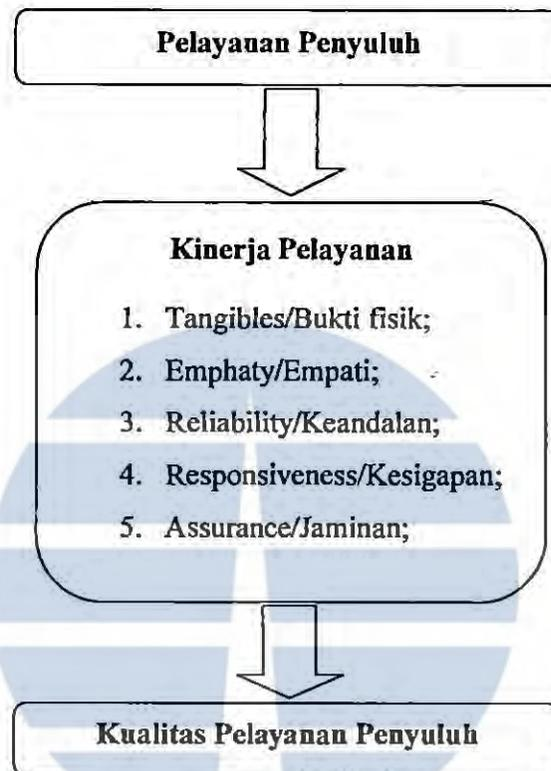 Pelayanan Penyuluh
Kinerja Pelayanan
1. Tangibles/Bukti fisik;
2. Emphaty/Empati;
3. Reliability/Keandalan;
4. Responsiveness/Kesigapan;
5. Assurance/Jaminan;
Kualitas Pelayanan Penyuluh